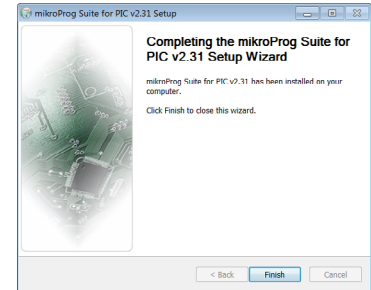 mikroProg Suite for PIC v2.31 Setup
Completing the mikroProg Suite for
PIC v2.31 Setup Wizard
mikroProg Suite for PIC v2.31 has been installed on your
computer.
Click Finish to close this wizard.
< Back
Finish
Cancel